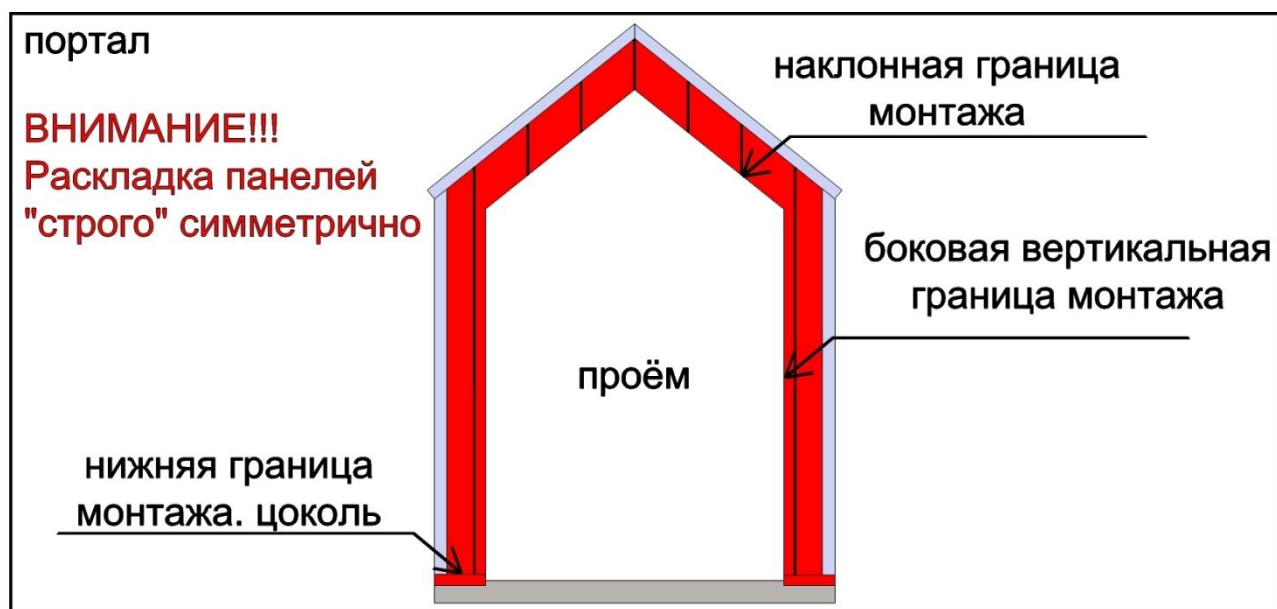 портал
ВНИМАНИЕ!!!
Раскладка панелей
"строго" симметрично
наклонная граница
монтажа
боковая вертикальная
граница монтажа
проём
нижняя граница
монтажа. цоколь